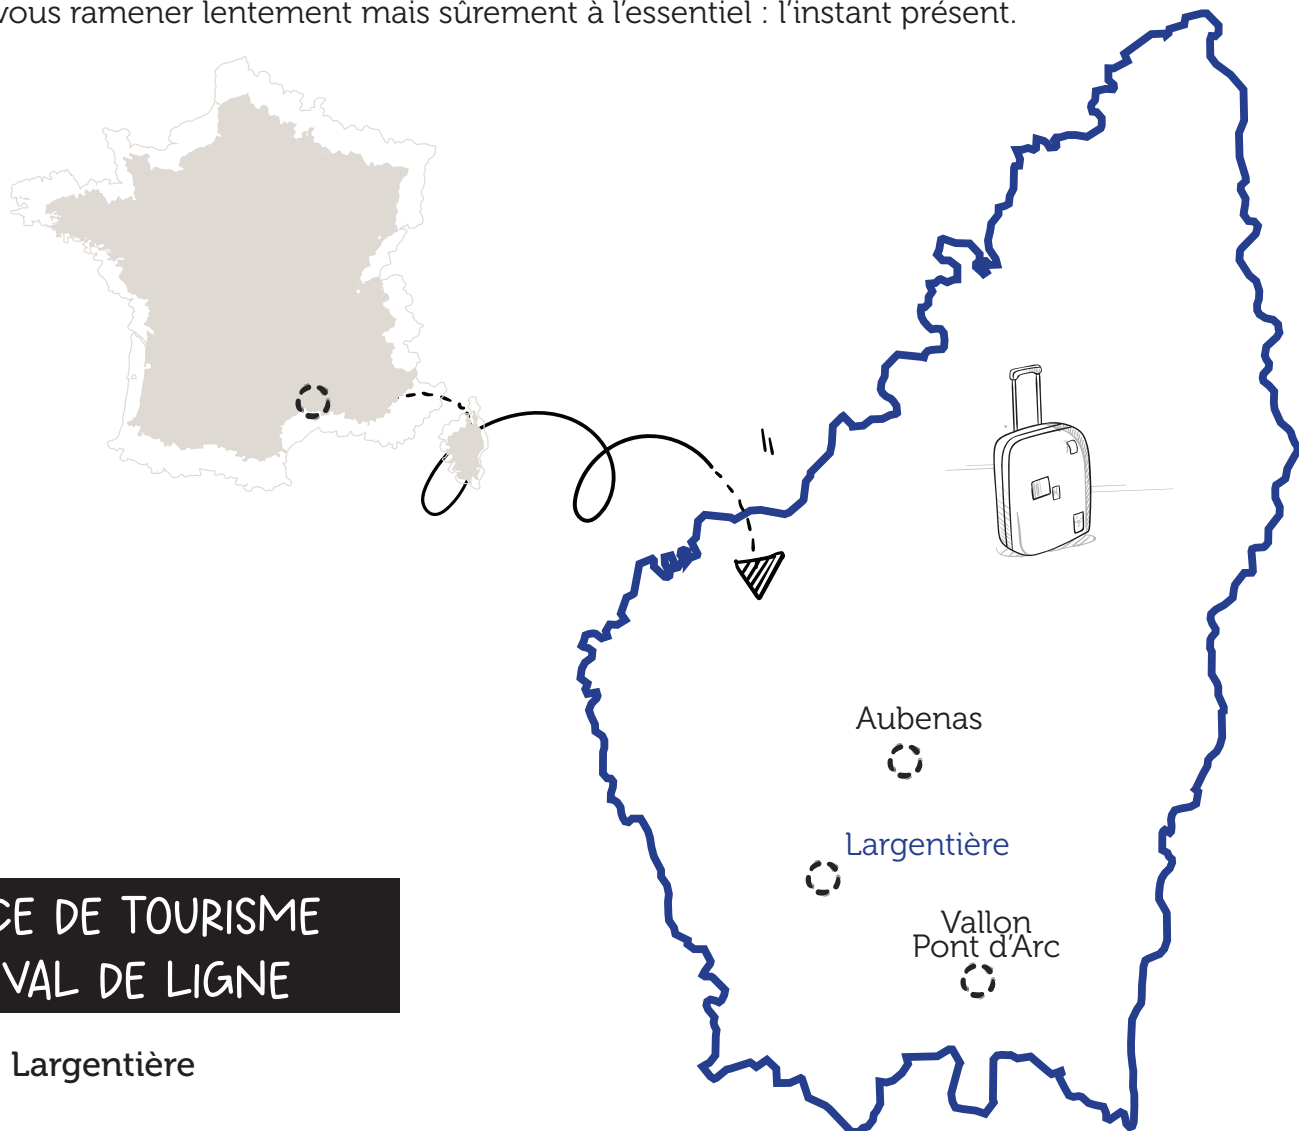 vous ramener lentement mais sûrement à l'essentiel : l'instant présent.
Aubenas
Largentière
Vallon
Pont d'Arc
CE DE TOURISME
VAL DE LIGNE
Largentière